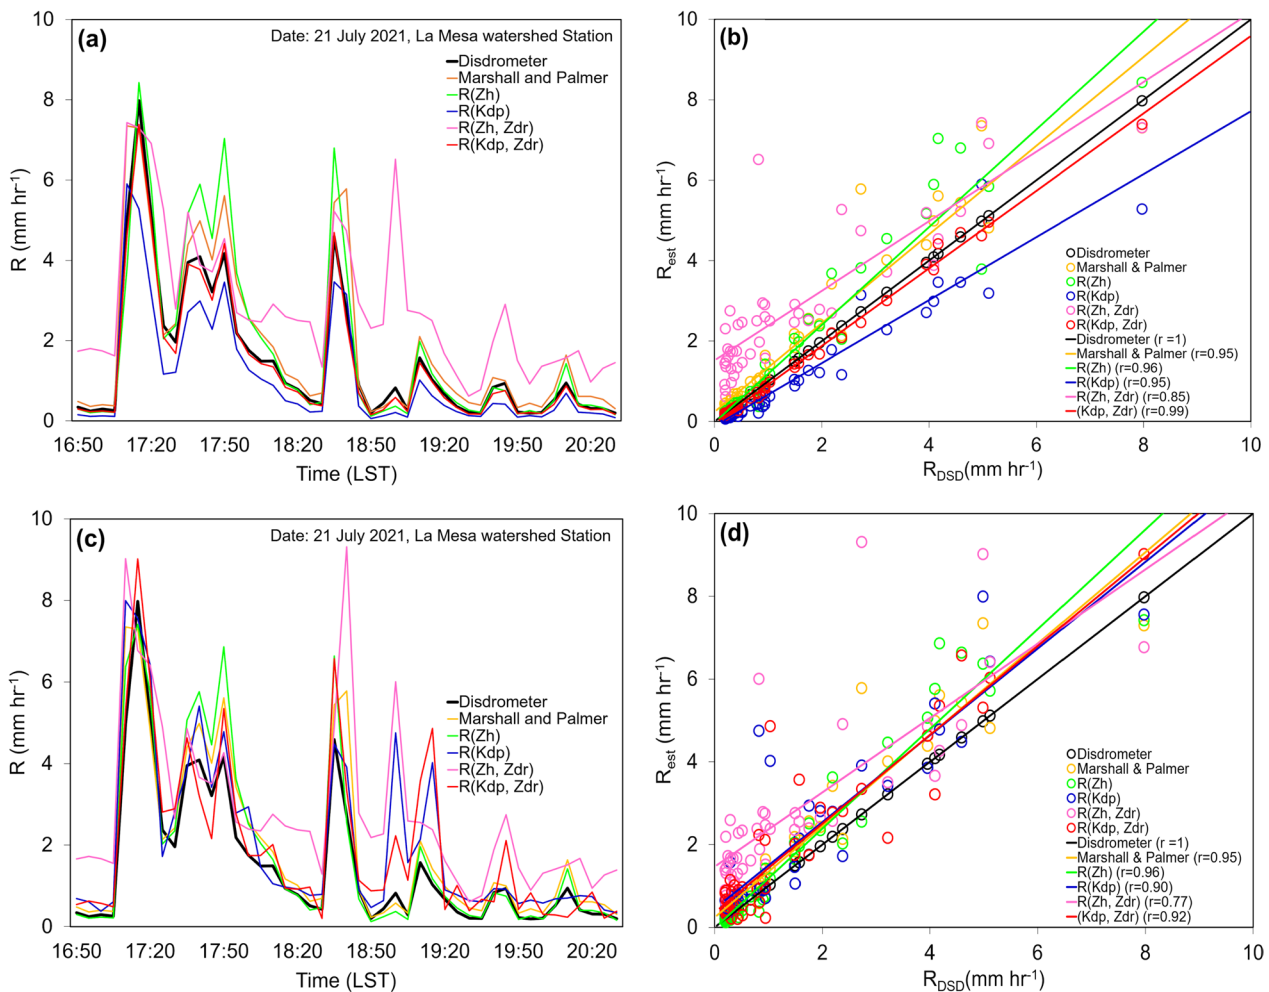 (a)
Date: 21 July 2021, La Mesa watershed Station
Disdrometer
Marshall and Palmer
R(Zh)
R(Kdp)
R(Zh, Zdr)
R(Kdp, Zdr)
10
8
6
4
2
0
R (mm hr⁻¹)
16:50 17:20 17:50 18:20 18:50 19:20 19:50 20:20
Time (LST)
(b)
10
8
6
4
2
0
R_est (mm hr⁻¹)
Disdrometer
Marshall & Palmer
R(Zh)
R(Kdp)
R(Zh, Zdr)
R(Kdp, Zdr)
Disdrometer (r =1)
Marshall & Palmer (r=0.95)
R(Zh) (r=0.96)
R(Kdp) (r=0.95)
R(Zh, Zdr) (r=0.85)
(Kdp, Zdr) (r=0.99)
0 2 4 6 8 10
R_DSD(mm hr⁻¹)
(c)
Date: 21 July 2021, La Mesa watershed Station
Disdrometer
Marshall and Palmer
R(Zh)
R(Kdp)
R(Zh, Zdr)
R(Kdp, Zdr)
10
8
6
4
2
0
R (mm hr⁻¹)
16:50 17:20 17:50 18:20 18:50 19:20 19:50 20:20
Time (LST)
(d)
10
8
6
4
2
0
R_est (mm hr⁻¹)
Disdrometer
Marshall & Palmer
R(Zh)
R(Kdp)
R(Zh, Zdr)
R(Kdp, Zdr)
Disdrometer (r =1)
Marshall & Palmer (r=0.95)
R(Zh) (r=0.96)
R(Kdp) (r=0.90)
R(Zh, Zdr) (r=0.77)
(Kdp, Zdr) (r=0.92)
0 2 4 6 8 10
R_DSD(mm hr⁻¹)